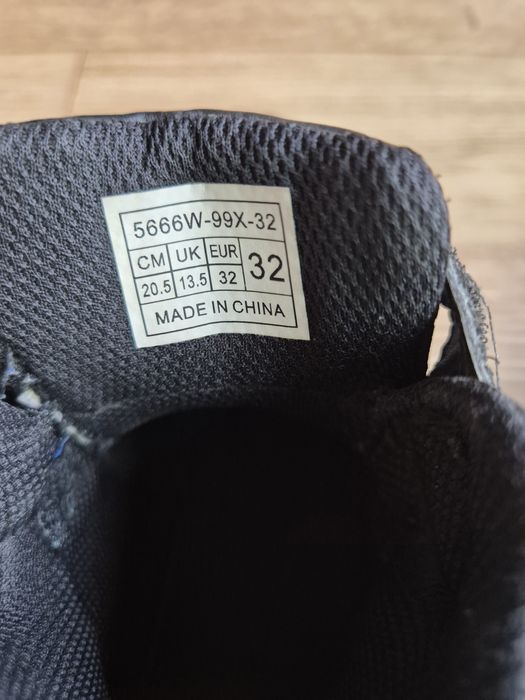 5666W-99X-32
CM UK EUR 32
20.5 13.5 32
MADE IN CHINA